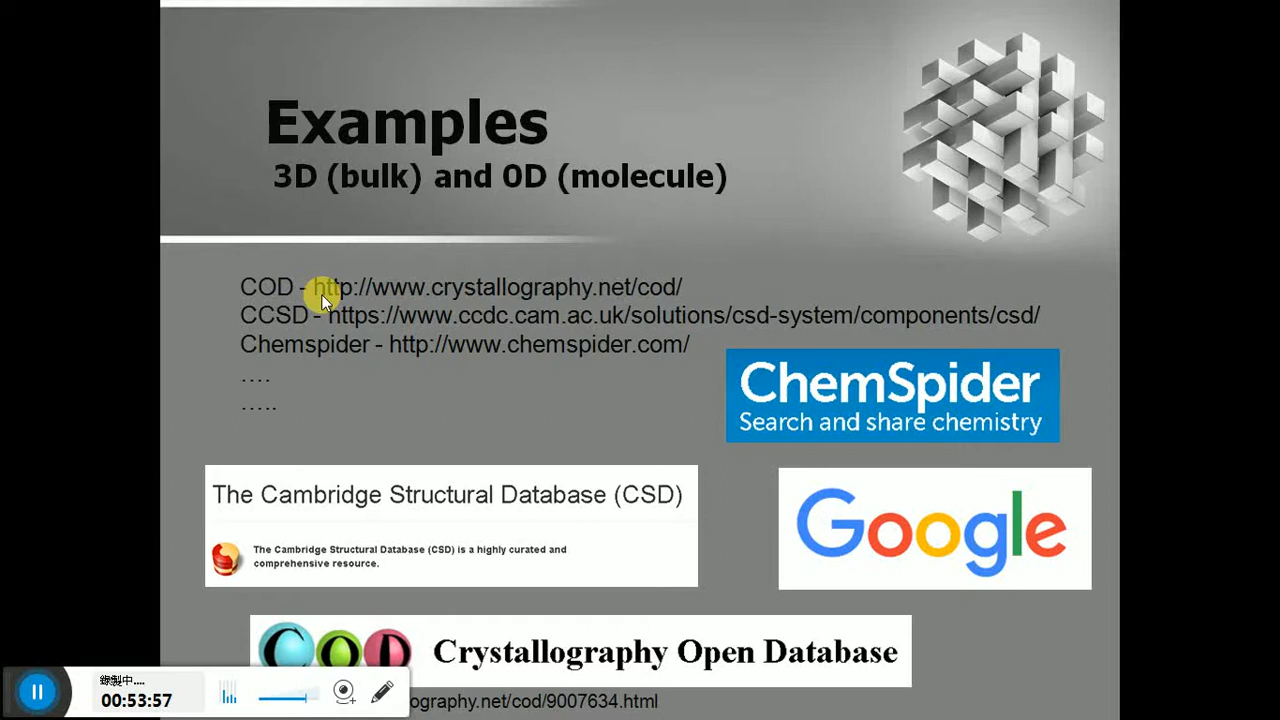 Examples
3D (bulk) and 0D (molecule)
COD - http://www.crystallography.net/cod/
CCSD - https://www.ccdc.cam.ac.uk/solutions/csd-system/components/csd/
Chemspider - http://www.chemspider.com/
....
.....
ChemSpider
Search and share chemistry
The Cambridge Structural Database (CSD)
The Cambridge Structural Database (CSD) is a highly curated and
comprehensive resource.
Google
COD Crystallography Open Database
錄製中....
00:53:57
ography.net/cod/9007634.html